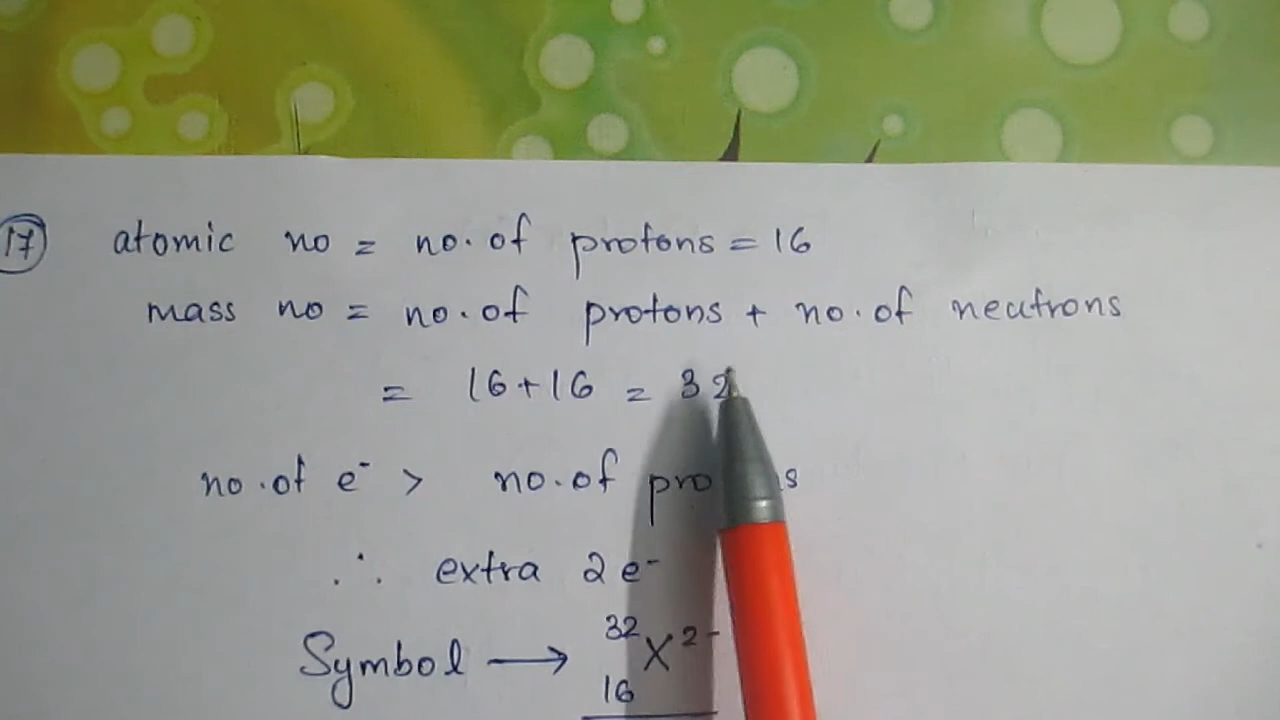 17 atomic no = no. of protons = 16
mass no = no. of protons + no. of neutrons
= 16+16 = 32
no. of e⁻ > no. of
∴ extra 2 e⁻
Symbol → ³²₁₆X²⁻